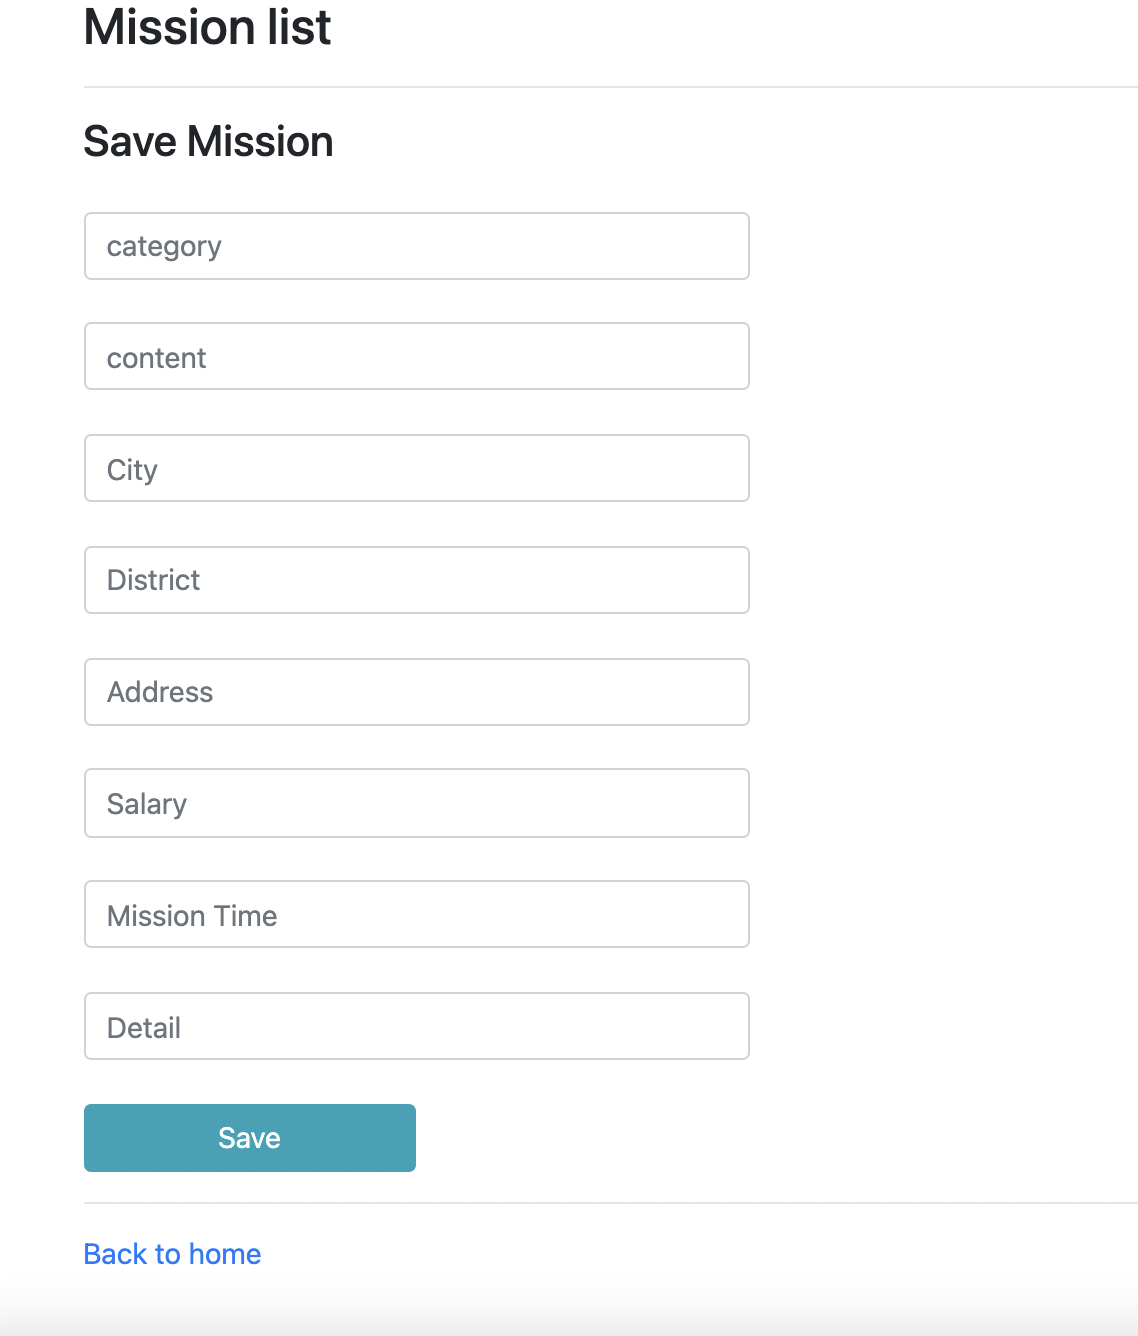 Mission list
Save Mission
category
content
City
District
Address
Salary
Mission Time
Detail
Save
Back to home